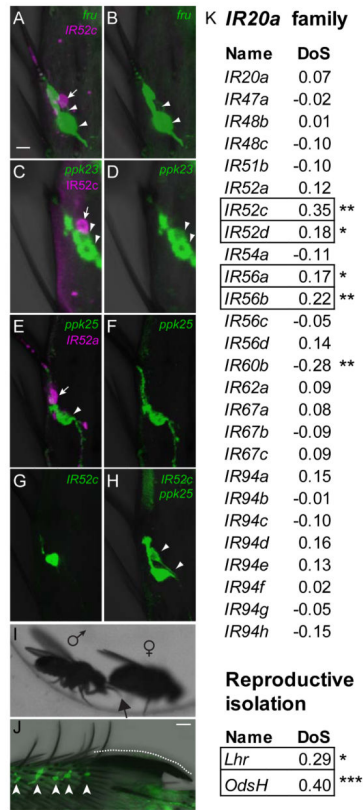 A fru
IR52c
B fru
C ppk23
IR52c
D ppk23
E ppk25
IR52a
F ppk25
G IR52c
H IR52c
ppk25
I ♂ ♀
J
K IR20a family
Name DoS
IR20a 0.07
IR47a -0.02
IR48b 0.01
IR48c -0.10
IR51b -0.10
IR52a 0.12
IR52c 0.35 **
IR52d 0.18 *
IR54a -0.11
IR56a 0.17 *
IR56b 0.22 **
IR56c -0.05
IR56d 0.14
IR60b -0.28 **
IR62a 0.09
IR67a 0.08
IR67b -0.09
IR67c 0.09
IR94a 0.15
IR94b -0.01
IR94c -0.10
IR94d 0.16
IR94e 0.13
IR94f 0.02
IR94g -0.05
IR94h -0.15
Reproductive
isolation
Name DoS
Lhr 0.29 *
OdsH 0.40 ***